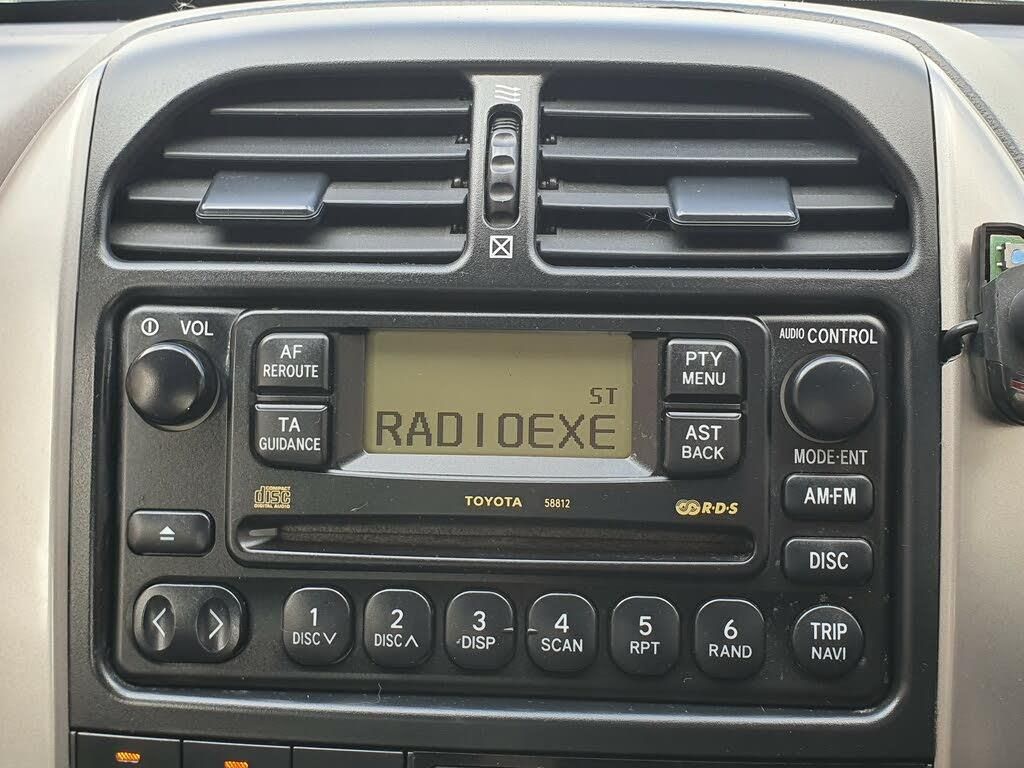 VOL
AUDIO CONTROL
AF
REROUTE
PTY
MENU
ST
RADIOEXE
TA
GUIDANCE
AST
BACK
MODE·ENT
COMPACT
disc
DIGITAL AUDIO
TOYOTA 58812
R·D·S
AM·FM
DISC
1
DISC
2
DISC
3
DISP
4
SCAN
5
RPT
6
RAND
TRIP
NAVI